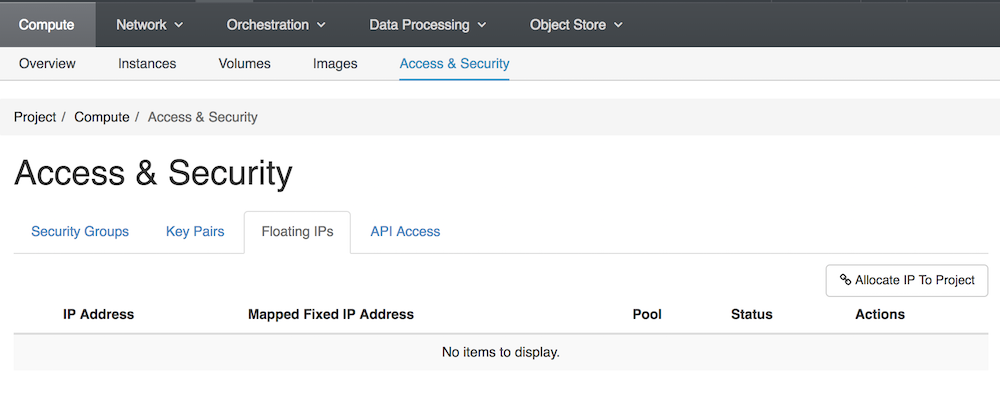 Compute Network Orchestration Data Processing Object Store
Overview Instances Volumes Images Access & Security
Project / Compute / Access & Security
Access & Security
Security Groups Key Pairs Floating IPs API Access
Allocate IP To Project
IP Address Mapped Fixed IP Address Pool Status Actions
No items to display.